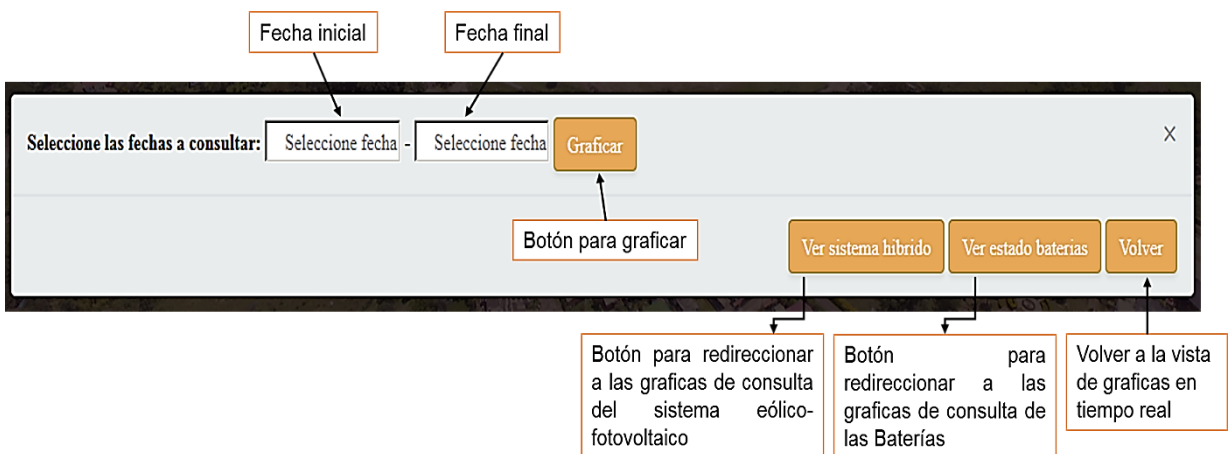 Fecha inicial
Fecha final
Seleccione las fechas a consultar: Seleccione fecha - Seleccione fecha Graficar X
Botón para graficar
Ver sistema hibrido Ver estado baterias Volver
Botón para redireccionar
a las graficas de consulta
del sistema eólico-
fotovoltaico
Botón para
redireccionar a las
graficas de consulta de
las Baterías
Volver a la vista
de graficas en
tiempo real